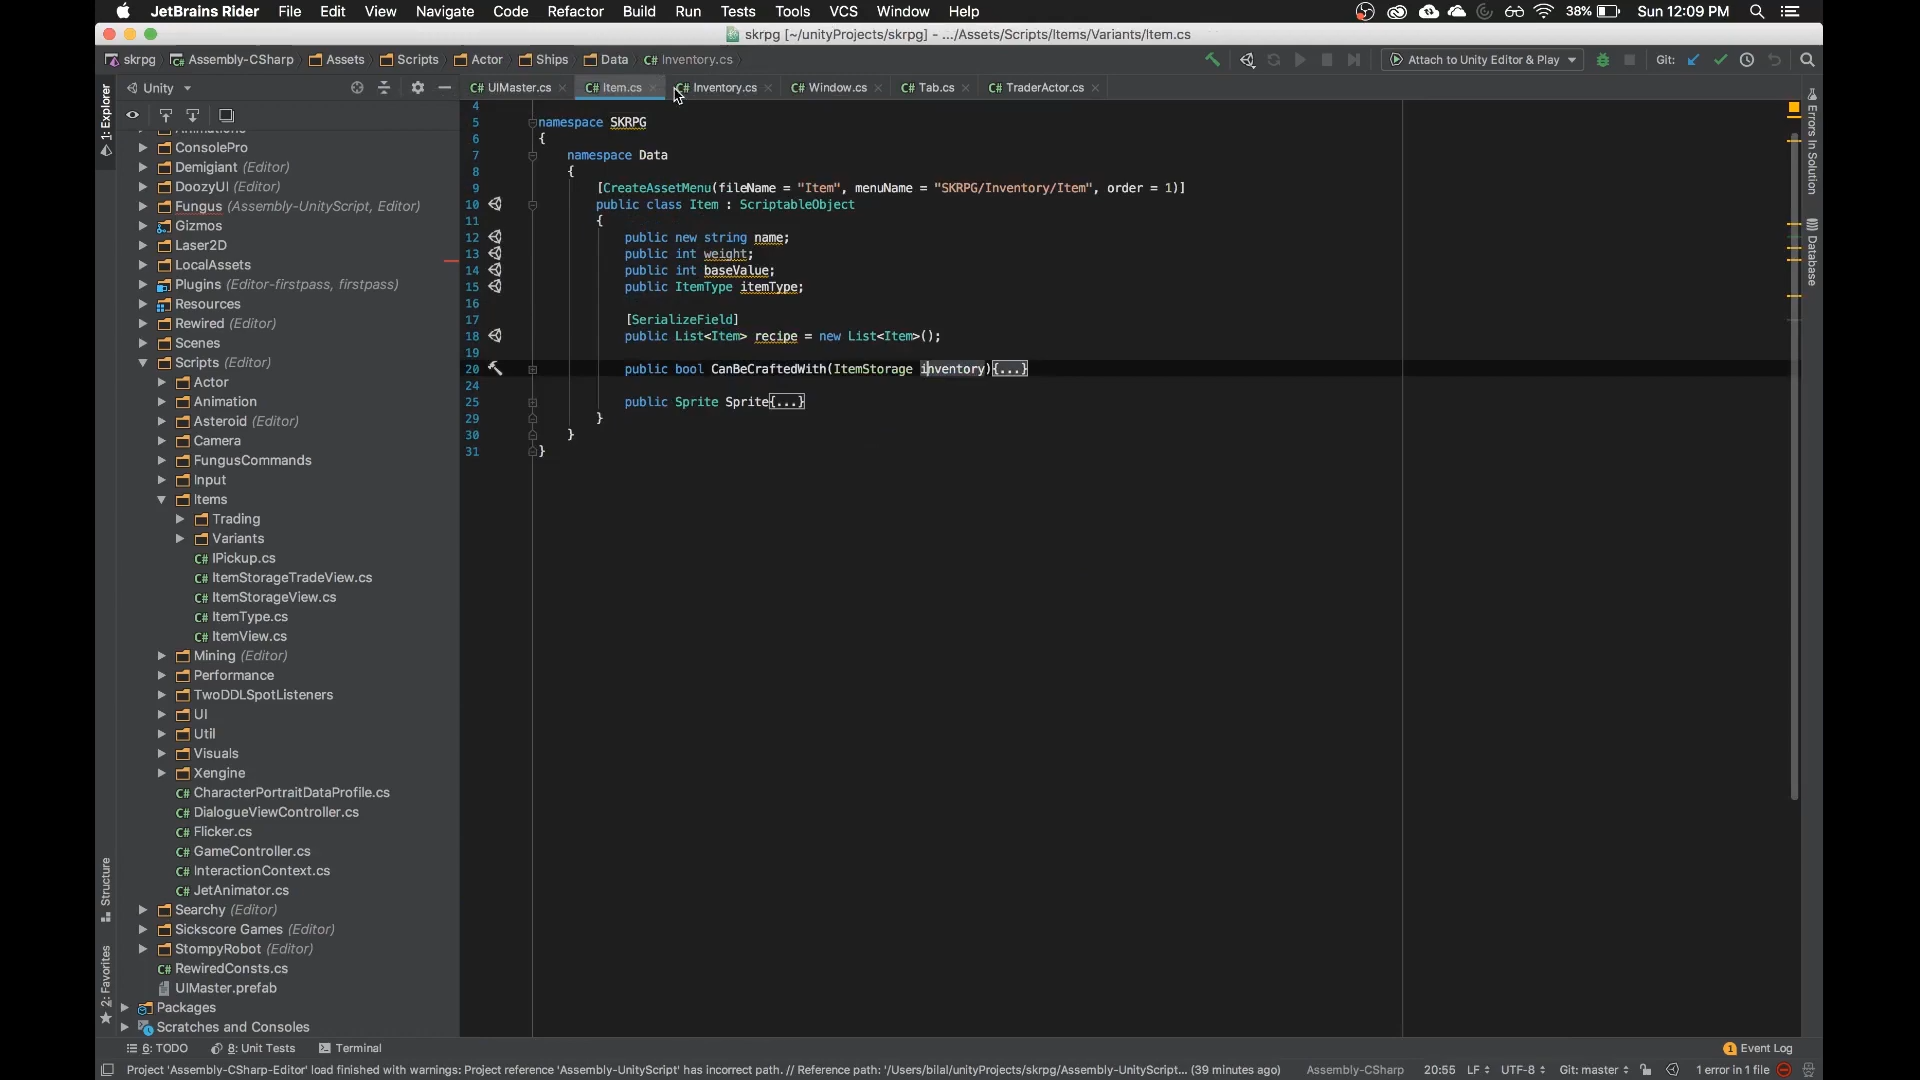 JetBrains Rider File Edit View Navigate Code Refactor Build Run Tests Tools VCS Window Help 38% Sun 12:09 PM
skrpg [~/unityProjects/skrpg] - .../Assets/Scripts/Items/Variants/Item.cs
skrpg Assembly-CSharp Assets Scripts Actor Ships Data Inventory.cs Attach to Unity Editor & Play Git:
Unity
UIMaster.cs Item.cs Inventory.cs Window.cs Tab.cs TraderActor.cs
1: Explorer
Structure
2: Favorites
Animations
ConsolePro
Demigiant (Editor)
DoozyUI (Editor)
Fungus (Assembly-UnityScript, Editor)
Gizmos
Laser2D
LocalAssets
Plugins (Editor-firstpass, firstpass)
Resources
Rewired (Editor)
Scenes
Scripts (Editor)
Actor
Animation
Asteroid (Editor)
Camera
FungusCommands
Input
Items
Trading
Variants
C# IPickup.cs
C# ItemStorageTradeView.cs
C# ItemStorageView.cs
C# ItemType.cs
C# ItemView.cs
Mining (Editor)
Performance
TwoDDLSpotListeners
UI
Util
Visuals
Xengine
C# CharacterPortraitDataProfile.cs
C# DialogueViewController.cs
C# Flicker.cs
C# GameController.cs
C# InteractionContext.cs
C# JetAnimator.cs
Searchy (Editor)
Sickscore Games (Editor)
StompyRobot (Editor)
C# RewiredConsts.cs
UIMaster.prefab
Packages
Scratches and Consoles
4
5 namespace SKRPG
6 {
7 namespace Data
8 {
9 [CreateAssetMenu(fileName = "Item", menuName = "SKRPG/Inventory/Item", order = 1)]
10 public class Item : ScriptableObject
11 {
12 public new string name;
13 public int weight;
14 public int baseValue;
15 public ItemType itemType;
16
17 [SerializeField]
18 public List<Item> recipe = new List<Item>();
19
20 public bool CanBeCraftedWith(ItemStorage inventory){...}
24
25 public Sprite Sprite{...}
29 }
30 }
31 }
Errors In Solution
Database
6: TODO 8: Unit Tests Terminal 1 Event Log
Project 'Assembly-CSharp-Editor' load finished with warnings: Project reference 'Assembly-UnityScript' has incorrect path. // Reference path: '/Users/bilal/unityProjects/skrpg/Assembly-UnityScript... (39 minutes ago) Assembly-CSharp 20:55 LF UTF-8 Git: master 1 error in 1 file